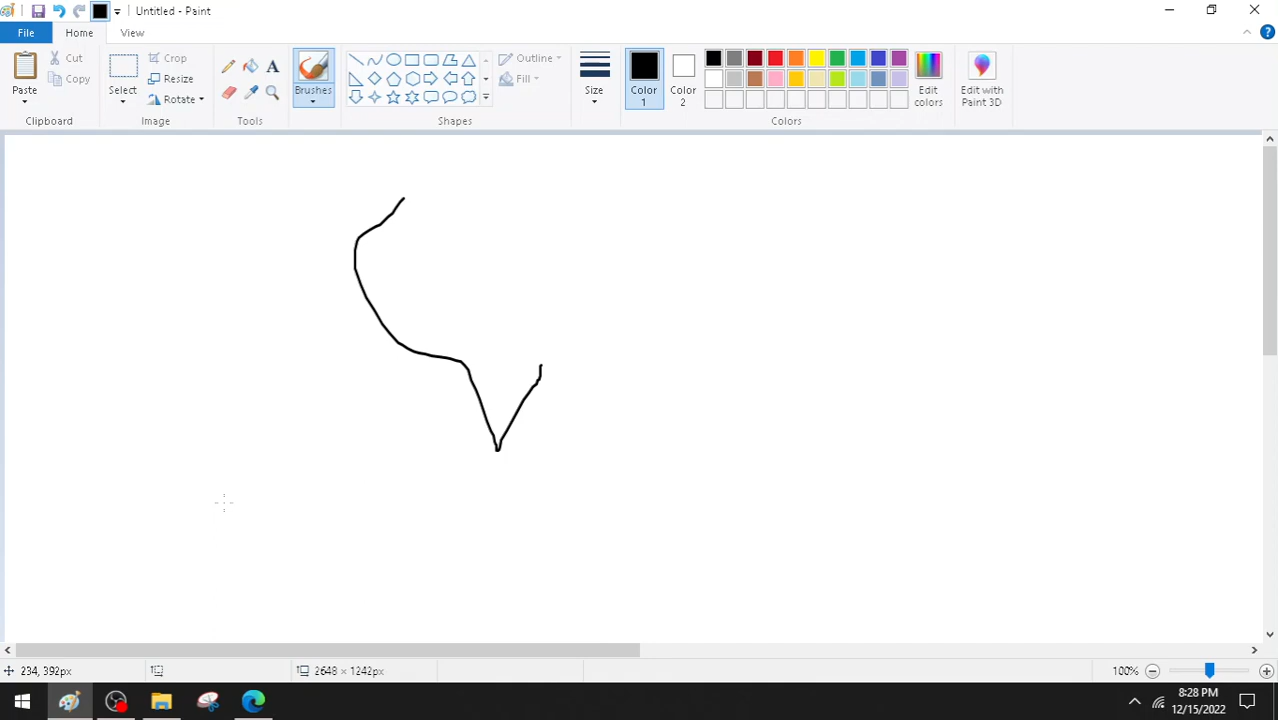 Untitled - Paint
File Home View
Paste
Cut
Copy
Clipboard
Select
Crop
Resize
Rotate
Image
A
Tools
Brushes
Shapes
Outline
Fill
Size
Color 1
Color 2
Colors
Edit colors
Edit with Paint 3D
234, 392px
2648 × 1242px
100%
8:28 PM
12/15/2022